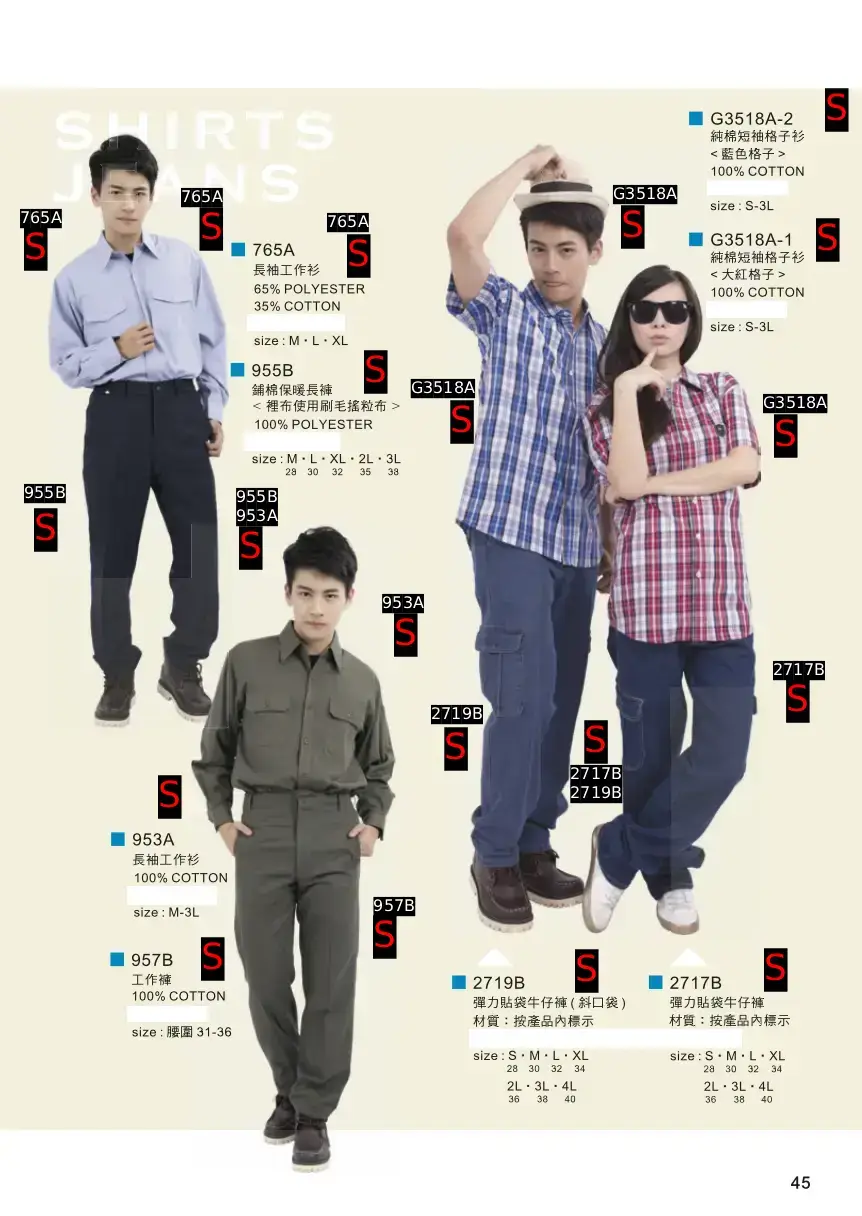 SHIRTS
JEANS
765A
S
765A
S
765A
S
765A
長袖工作衫
65% POLYESTER
35% COTTON
size : M・L・XL
955B
S
鋪棉保暖長褲
< 裡布使用刷毛搖粒布 >
100% POLYESTER
size : M・L・XL・2L・3L
28 30 32 35 38
955B
S
955B
953A
S
953A
S
S
953A
長袖工作衫
100% COTTON
size : M-3L
957B
S
957B
S
工作褲
100% COTTON
size : 腰圍 31-36
G3518A-2
S
純棉短袖格子衫
< 藍色格子 >
100% COTTON
size : S-3L
G3518A
S
G3518A-1
S
純棉短袖格子衫
< 大紅格子 >
100% COTTON
size : S-3L
G3518A
S
G3518A
S
2717B
S
2719B
S
S
2717B
2719B
2719B
S
彈力貼袋牛仔褲 ( 斜口袋 )
材質：按產品內標示
size : S・M・L・XL
28 30 32 34
2L・3L・4L
36 38 40
2717B
S
彈力貼袋牛仔褲
材質：按產品內標示
size : S・M・L・XL
28 30 32 34
2L・3L・4L
36 38 40
45